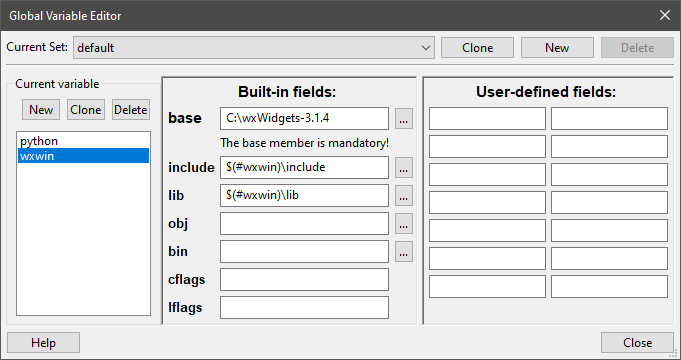 Global Variable Editor
Current Set: default Clone New Delete
Current variable
New Clone Delete
python
wxwin
Built-in fields:
base C:\wxWidgets-3.1.4 ...
The base member is mandatory!
include $(#wxwin)\include ...
lib $(#wxwin)\lib ...
obj ...
bin ...
cflags
lflags
User-defined fields:
Help Close